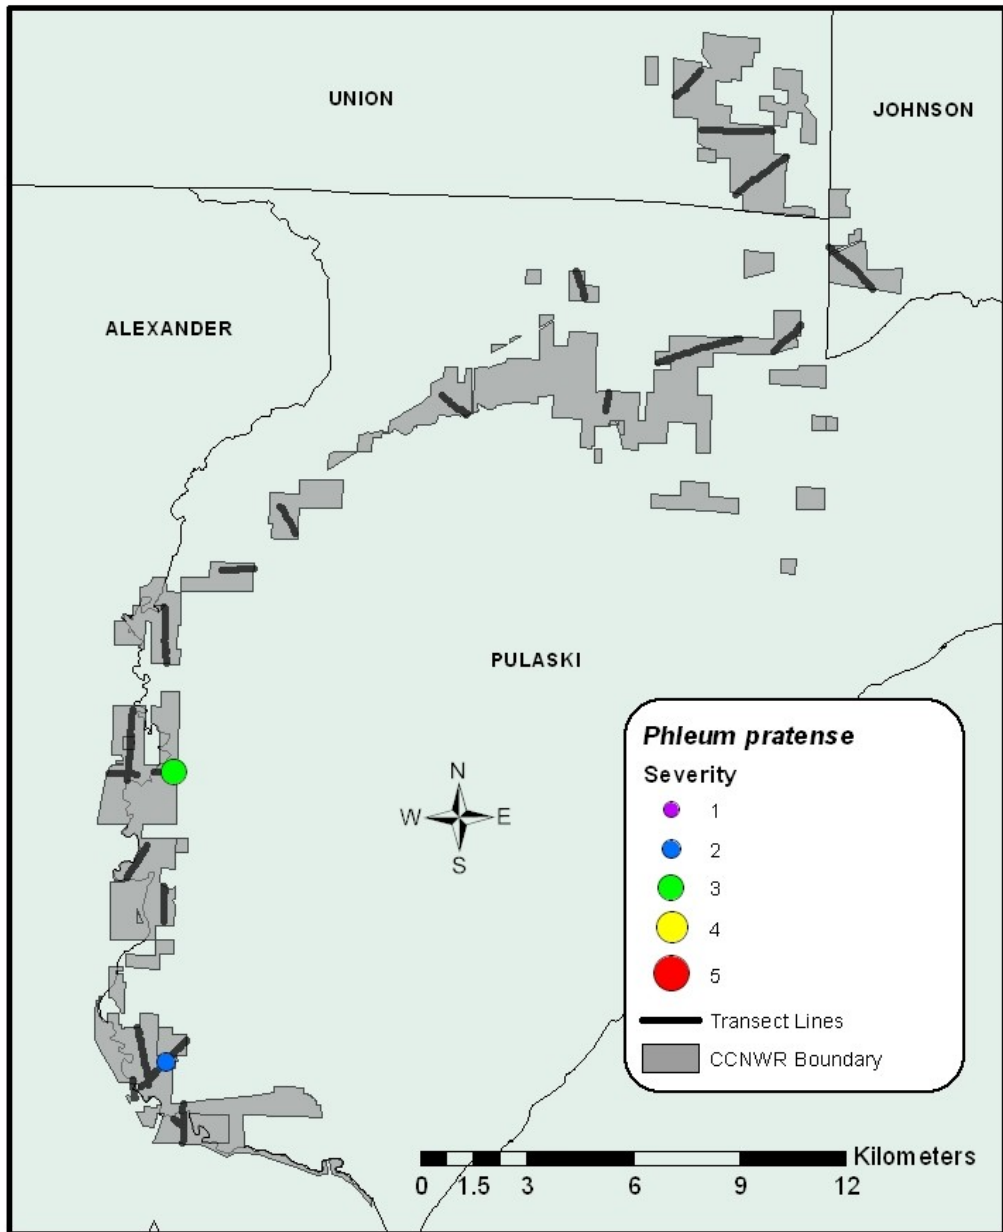 UNION
JOHNSON
ALEXANDER
PULASKI
N
W E
S
Phleum pratense
Severity
1
2
3
4
5
Transect Lines
CCNWR Boundary
Kilometers
0 1.5 3 6 9 12